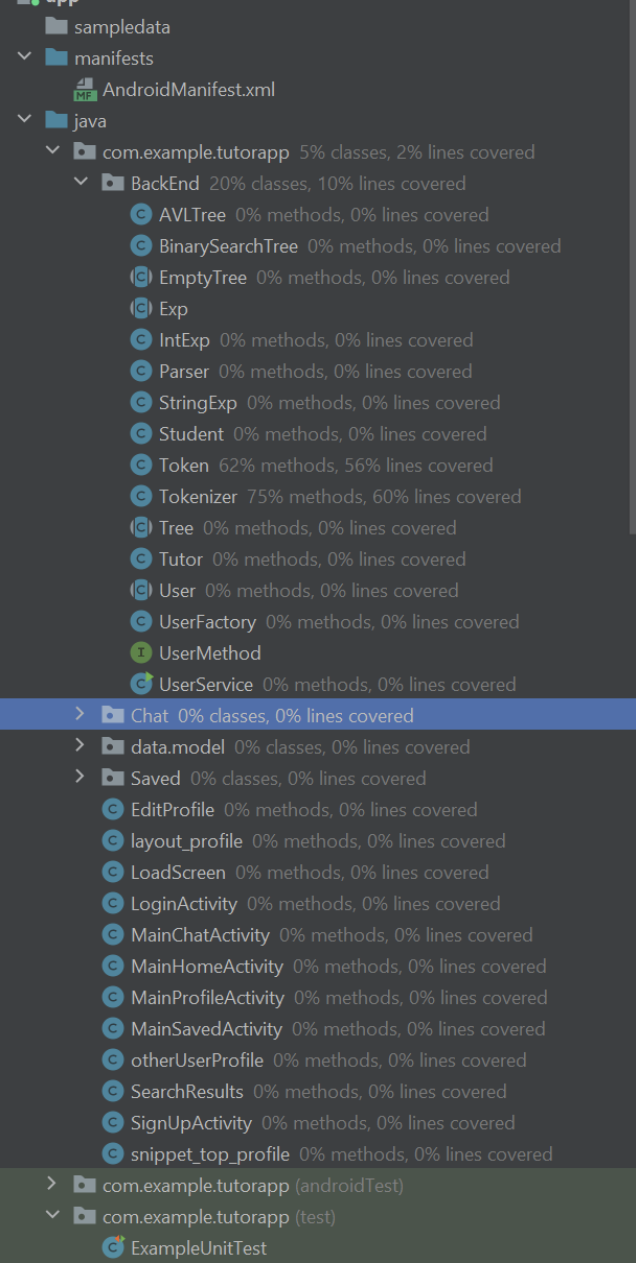 app
sampledata
manifests
MF AndroidManifest.xml
java
com.example.tutorapp 5% classes, 2% lines covered
BackEnd 20% classes, 10% lines covered
C AVLTree 0% methods, 0% lines covered
C BinarySearchTree 0% methods, 0% lines covered
C EmptyTree 0% methods, 0% lines covered
C Exp
C IntExp 0% methods, 0% lines covered
C Parser 0% methods, 0% lines covered
C StringExp 0% methods, 0% lines covered
C Student 0% methods, 0% lines covered
C Token 62% methods, 56% lines covered
C Tokenizer 75% methods, 60% lines covered
C Tree 0% methods, 0% lines covered
C Tutor 0% methods, 0% lines covered
C User 0% methods, 0% lines covered
C UserFactory 0% methods, 0% lines covered
I UserMethod
C UserService 0% methods, 0% lines covered
Chat 0% classes, 0% lines covered
data.model 0% classes, 0% lines covered
Saved 0% classes, 0% lines covered
C EditProfile 0% methods, 0% lines covered
C layout_profile 0% methods, 0% lines covered
C LoadScreen 0% methods, 0% lines covered
C LoginActivity 0% methods, 0% lines covered
C MainChatActivity 0% methods, 0% lines covered
C MainHomeActivity 0% methods, 0% lines covered
C MainProfileActivity 0% methods, 0% lines covered
C MainSavedActivity 0% methods, 0% lines covered
C otherUserProfile 0% methods, 0% lines covered
C SearchResults 0% methods, 0% lines covered
C SignUpActivity 0% methods, 0% lines covered
C snippet_top_profile 0% methods, 0% lines covered
com.example.tutorapp (androidTest)
com.example.tutorapp (test)
C ExampleUnitTest